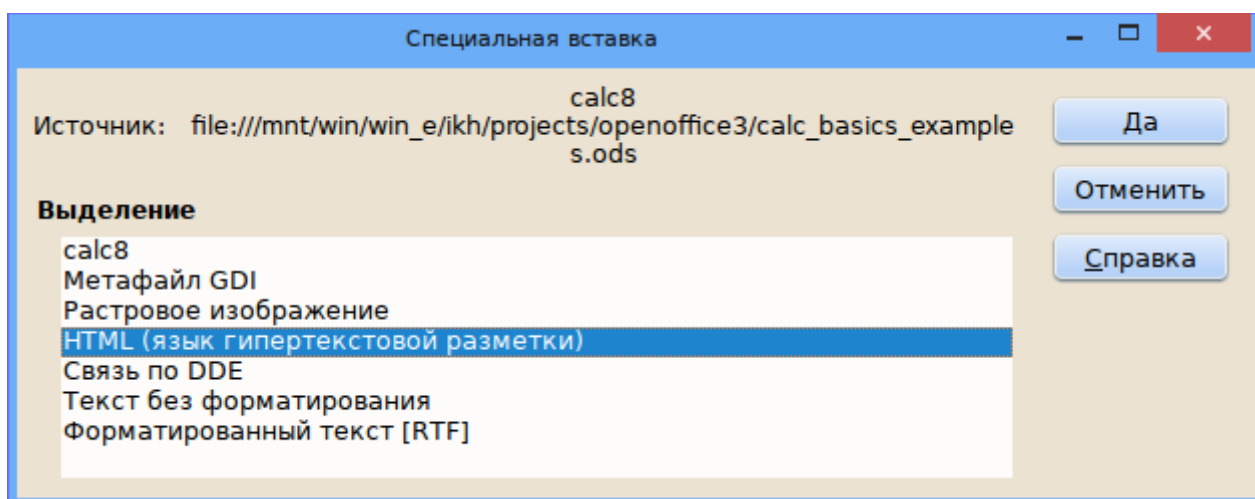 Специальная вставка
calc8
Источник: file:///mnt/win/win_e/ikh/projects/openoffice3/calc_basics_example
s.ods
Да
Отменить
Справка
Выделение
calc8
Метафайл GDI
Растровое изображение
HTML (язык гипертекстовой разметки)
Связь по DDE
Текст без форматирования
Форматированный текст [RTF]